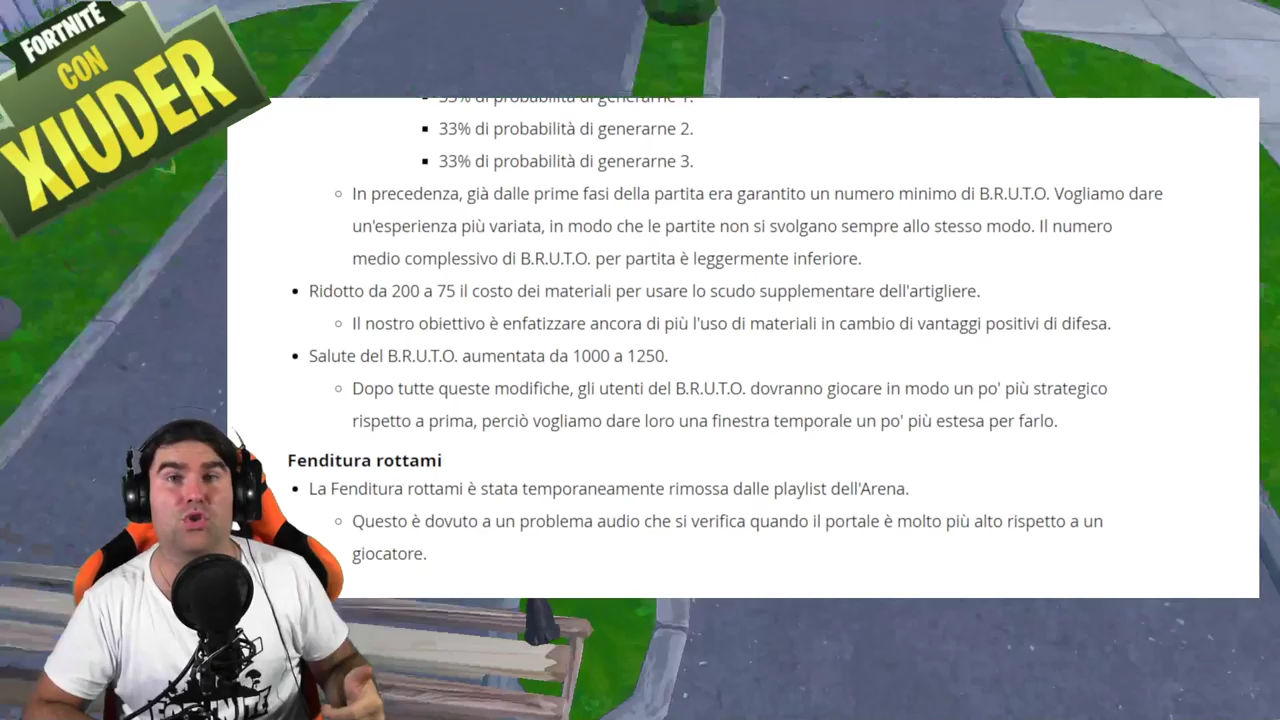 FORTNITE
CON
XIUDER
33% di probabilità di generarne 1.
33% di probabilità di generarne 2.
33% di probabilità di generarne 3.
In precedenza, già dalle prime fasi della partita era garantito un numero minimo di B.R.U.T.O. Vogliamo dare
un'esperienza più variata, in modo che le partite non si svolgano sempre allo stesso modo. Il numero
medio complessivo di B.R.U.T.O. per partita è leggermente inferiore.
Ridotto da 200 a 75 il costo dei materiali per usare lo scudo supplementare dell'artigliere.
Il nostro obiettivo è enfatizzare ancora di più l'uso di materiali in cambio di vantaggi positivi di difesa.
Salute del B.R.U.T.O. aumentata da 1000 a 1250.
Dopo tutte queste modifiche, gli utenti del B.R.U.T.O. dovranno giocare in modo un po' più strategico
rispetto a prima, perciò vogliamo dare loro una finestra temporale un po' più estesa per farlo.
Fenditura rottami
La Fenditura rottami è stata temporaneamente rimossa dalle playlist dell'Arena.
Questo è dovuto a un problema audio che si verifica quando il portale è molto più alto rispetto a un
giocatore.
FORTNITE